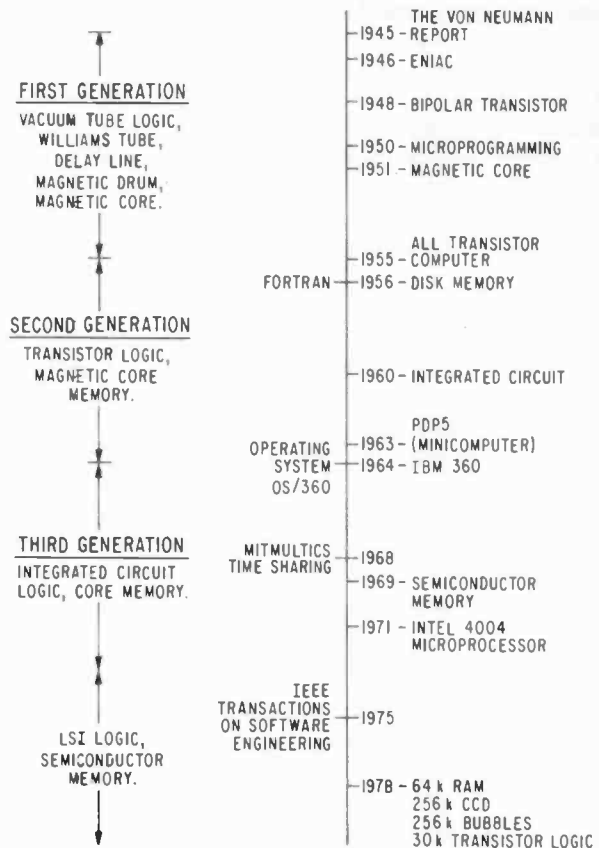 FIRST GENERATION
VACUUM TUBE LOGIC,
WILLIAMS TUBE,
DELAY LINE,
MAGNETIC DRUM,
MAGNETIC CORE.
SECOND GENERATION
TRANSISTOR LOGIC,
MAGNETIC CORE
MEMORY.
THIRD GENERATION
INTEGRATED CIRCUIT
LOGIC, CORE MEMORY.
LSI LOGIC,
SEMICONDUCTOR
MEMORY.
FORTRAN
OPERATING
SYSTEM
OS/360
MITMULTICS
TIME SHARING
IEEE
TRANSACTIONS
ON SOFTWARE
ENGINEERING
THE VON NEUMANN
1945 - REPORT
1946 - ENIAC
1948 - BIPOLAR TRANSISTOR
1950 - MICROPROGRAMMING
1951 - MAGNETIC CORE
ALL TRANSISTOR
1955 - COMPUTER
1956 - DISK MEMORY
1960 - INTEGRATED CIRCUIT
PDP5
1963 - (MINICOMPUTER)
1964 - IBM 360
1968
1969 - SEMICONDUCTOR
MEMORY
1971 - INTEL 4004
MICROPROCESSOR
1975
1978 - 64k RAM
256k CCD
256k BUBBLES
30k TRANSISTOR LOGIC